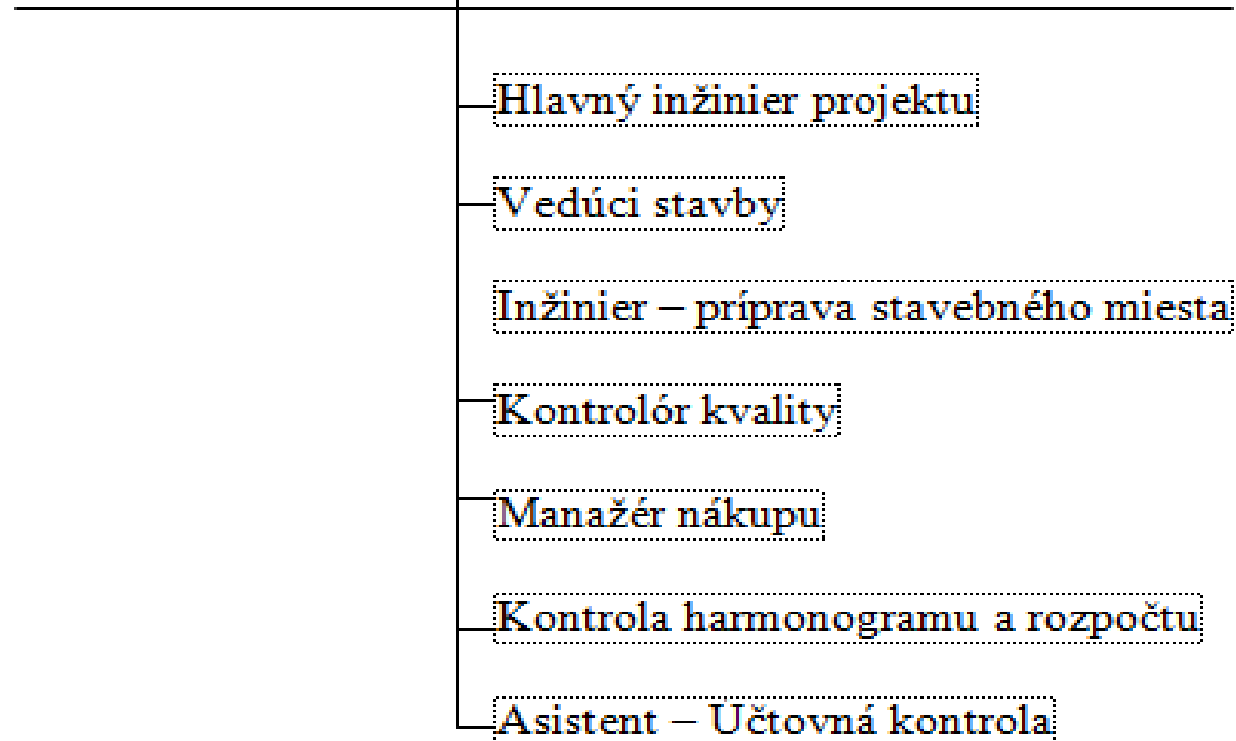 Hlavný inžinier projektu
Vedúci stavby
Inžinier – príprava stavebného miesta
Kontrolór kvality
Manažér nákupu
Kontrola harmonogramu a rozpočtu
Asistent – Účtovná kontrola